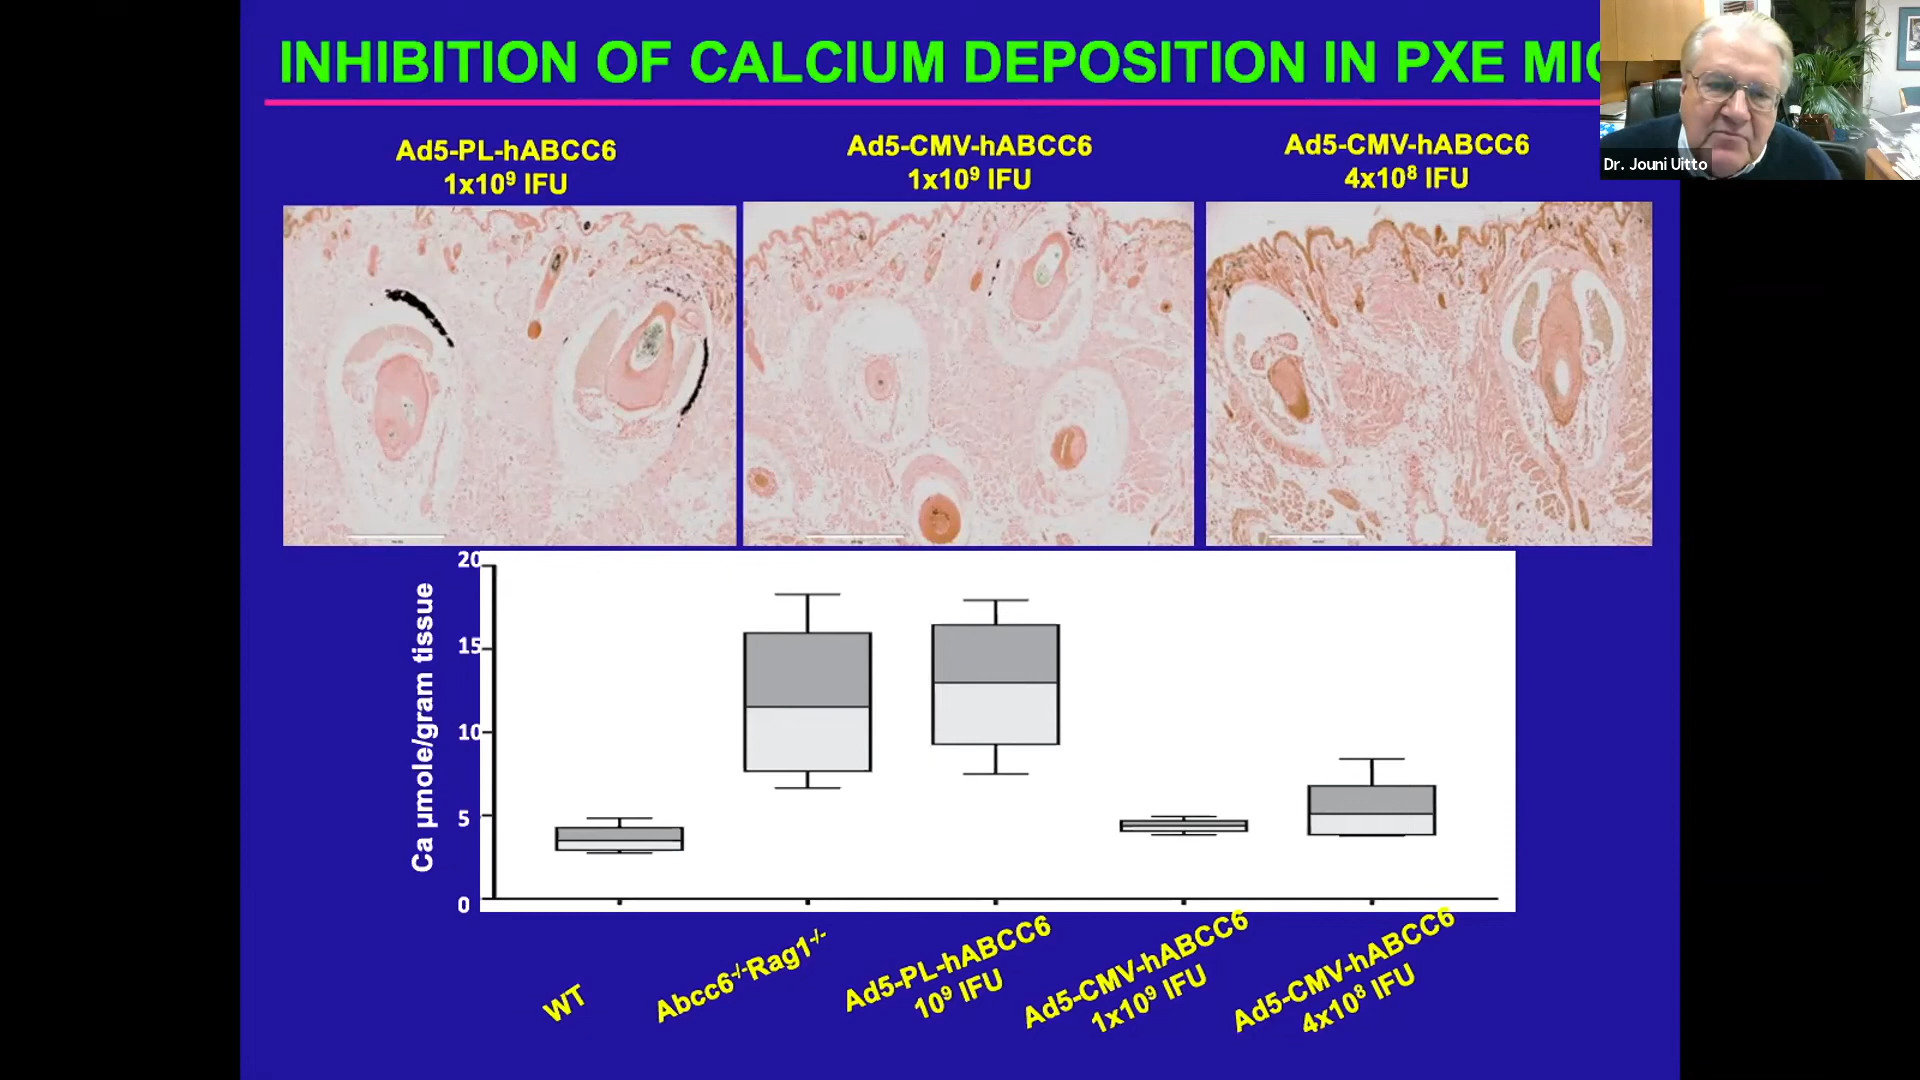 INHIBITION OF CALCIUM DEPOSITION IN PXE MIC
Dr. Jouni Uitto
Ad5-PL-hABCC6
1x10⁹ IFU
Ad5-CMV-hABCC6
1x10⁹ IFU
Ad5-CMV-hABCC6
4x10⁸ IFU
Ca µmole/gram tissue
20
15
10
5
0
WT
Abcc6⁻/⁻Rag1⁻/⁻
Ad5-PL-hABCC6
10⁹ IFU
Ad5-CMV-hABCC6
1x10⁹ IFU
Ad5-CMV-hABCC6
4x10⁸ IFU